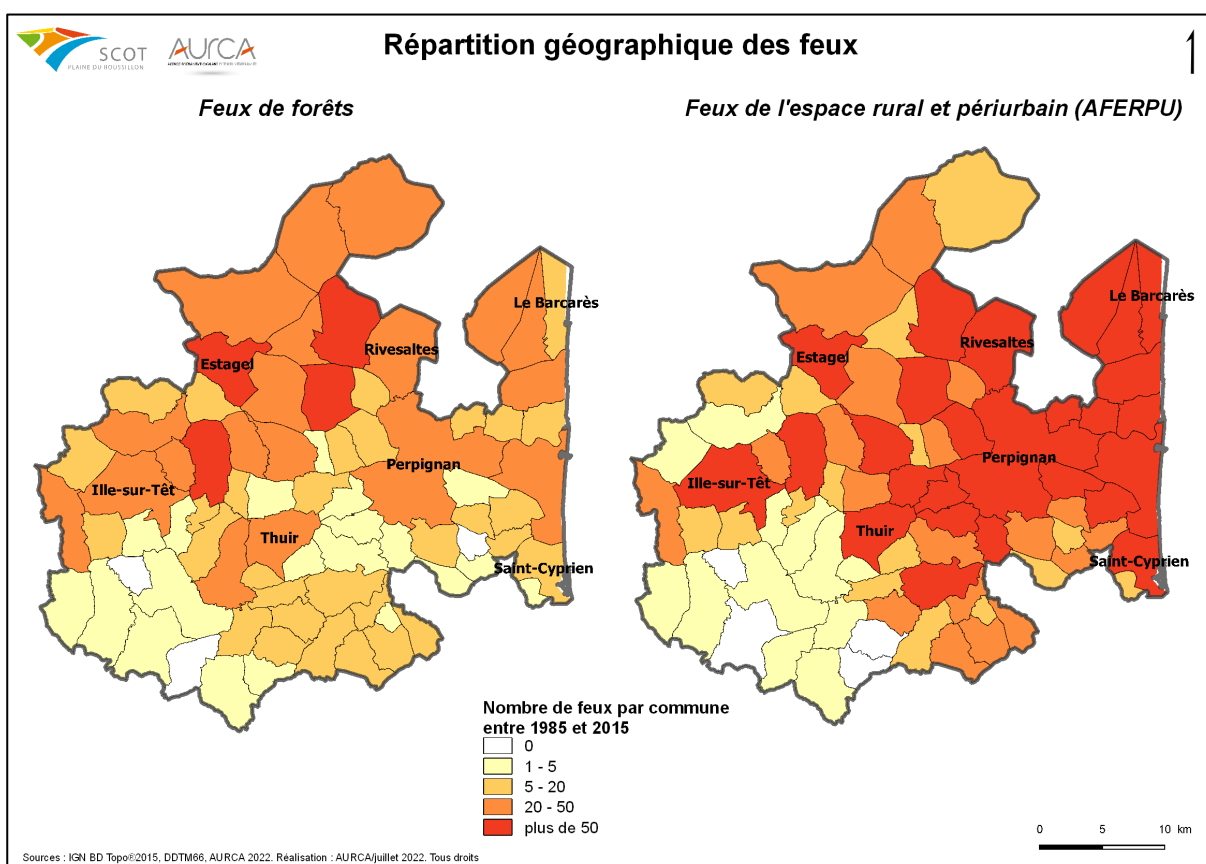 SCOT
PLAINE DU ROUSSILLON
AURCA
Répartition géographique des feux
Feux de forêts
Feux de l'espace rural et périurbain (AFERPU)
Le Barcarès
Rivesaltes
Estagel
Perpignan
Ille-sur-Têt
Thuir
Saint-Cyprien
Le Barcarès
Rivesaltes
Estagel
Perpignan
Ille-sur-Têt
Thuir
Saint-Cyprien
Nombre de feux par commune
entre 1985 et 2015
0
1 - 5
5 - 20
20 - 50
plus de 50
0 5 10 km
Sources : IGN BD Topo®2015, DDTM66, AURCA 2022. Réalisation : AURCA/juillet 2022. Tous droits